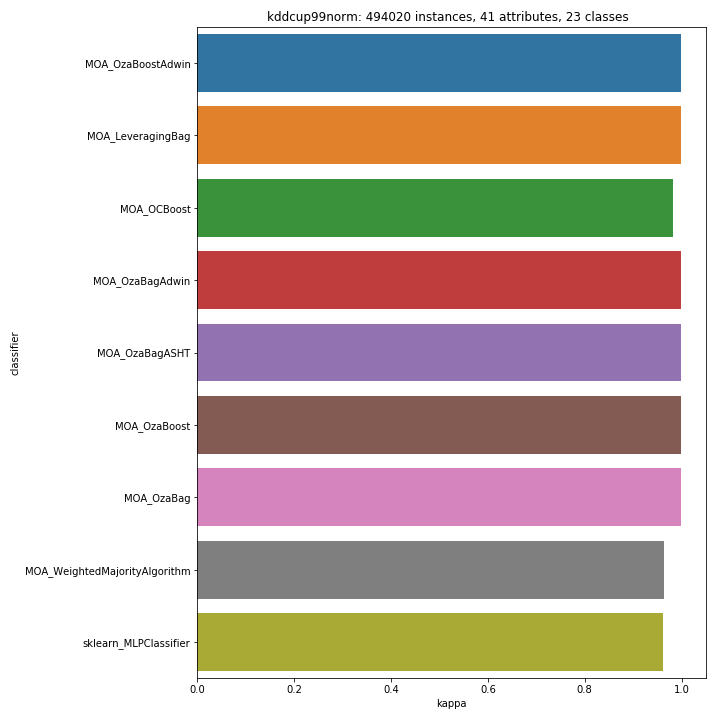 kddcup99norm: 494020 instances, 41 attributes, 23 classes
MOA_OzaBoostAdwin
MOA_LeveragingBag
MOA_OCBoost
MOA_OzaBagAdwin
MOA_OzaBagASHT
MOA_OzaBoost
MOA_OzaBag
MOA_WeightedMajorityAlgorithm
sklearn_MLPClassifier
classifier
0.0 0.2 0.4 0.6 0.8 1.0
kappa